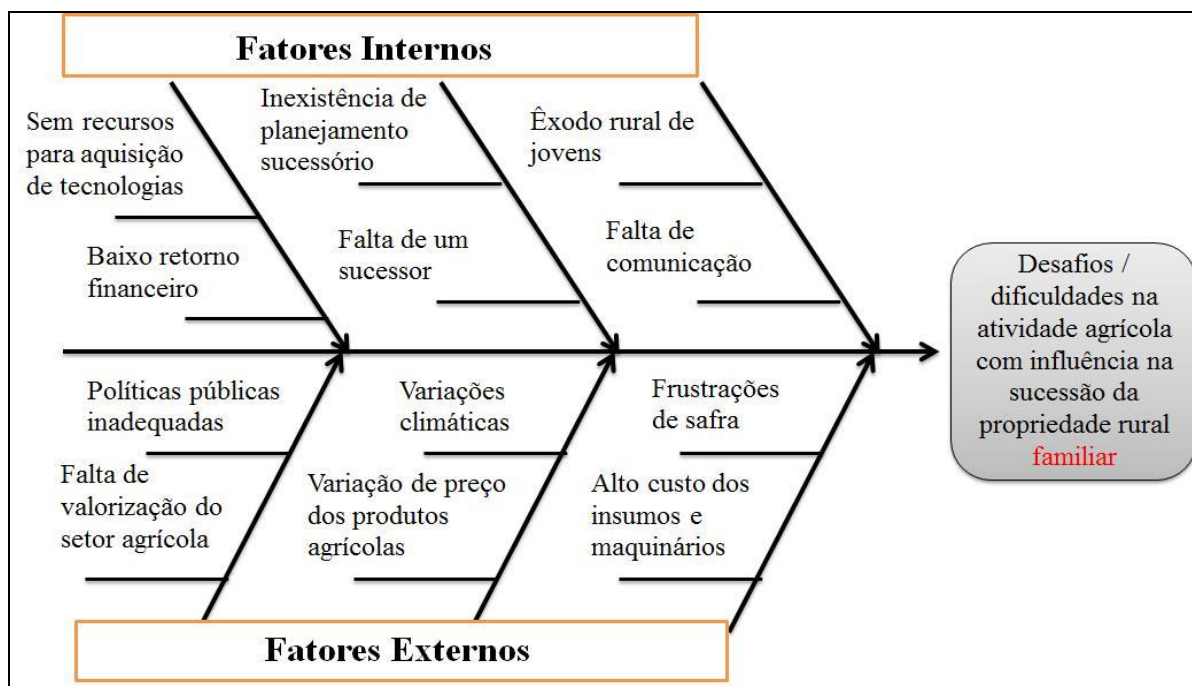 Fatores Internos
Sem recursos
para aquisição
de tecnologias
Baixo retorno
financeiro
Inexistência de
planejamento
sucessório
Falta de um
sucessor
Êxodo rural de
jovens
Falta de
comunicação
Desafios /
dificuldades na
atividade agrícola
com influência na
sucessão da
propriedade rural
familiar
Políticas públicas
inadequadas
Falta de
valorização do
setor agrícola
Variações
climáticas
Variação de preço
dos produtos
agrícolas
Frustrações
de safra
Alto custo dos
insumos e
maquinários
Fatores Externos